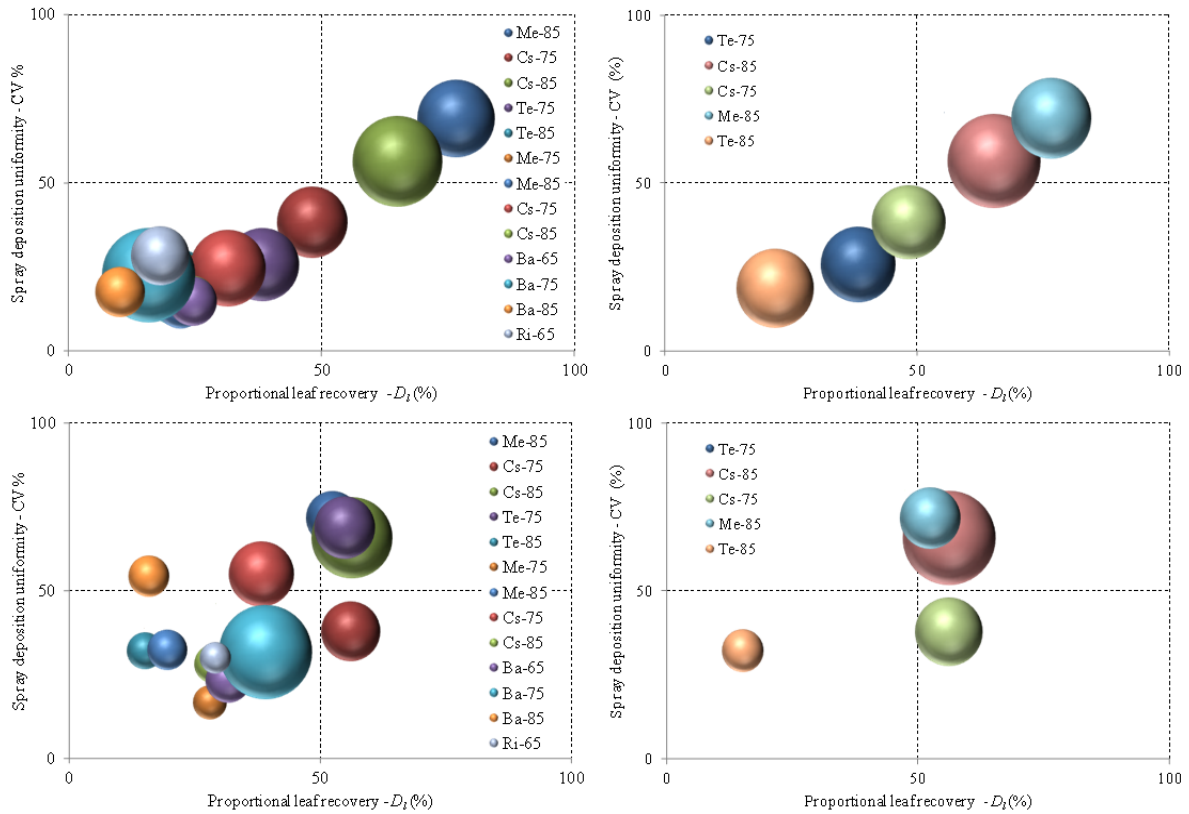 Spray deposition uniformity - CV %
100
50
0
0
50
100
Proportional leaf recovery - Dl (%)
Me-85
Cs-75
Cs-85
Te-75
Te-85
Me-75
Me-85
Cs-75
Cs-85
Ba-65
Ba-75
Ba-85
Ri-65
Spray deposition uniformity - CV (%)
100
50
0
0
50
100
Proportional leaf recovery - Dl (%)
Te-75
Cs-85
Cs-75
Me-85
Te-85
Spray deposition uniformity - CV %
100
50
0
0
50
100
Proportional leaf recovery - Dl (%)
Me-85
Cs-75
Cs-85
Te-75
Te-85
Me-75
Me-85
Cs-75
Cs-85
Ba-65
Ba-75
Ba-85
Ri-65
Spray deposition uniformity - CV (%)
100
50
0
0
50
100
Proportional leaf recovery - Dl (%)
Te-75
Cs-85
Cs-75
Me-85
Te-85